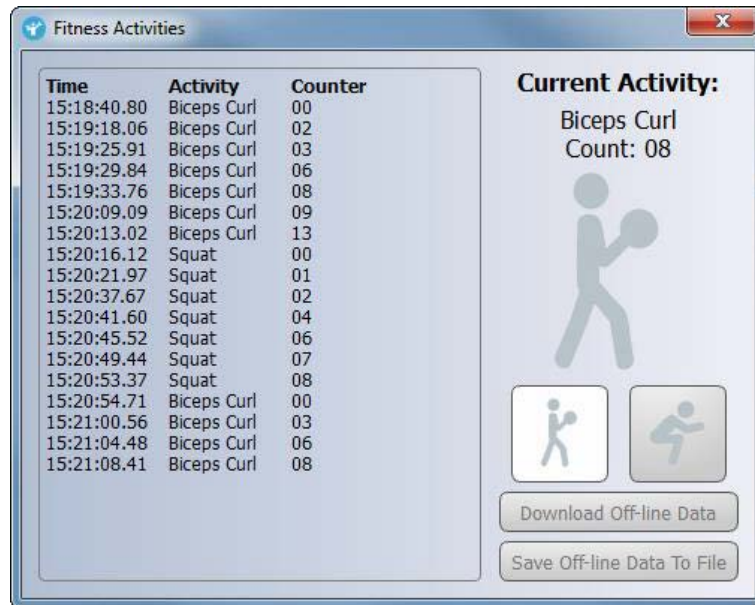 Fitness Activities
Time Activity Counter
15:18:40.80 Biceps Curl 00
15:19:18.06 Biceps Curl 02
15:19:25.91 Biceps Curl 03
15:19:29.84 Biceps Curl 06
15:19:33.76 Biceps Curl 08
15:20:09.09 Biceps Curl 09
15:20:13.02 Biceps Curl 13
15:20:16.12 Squat 00
15:20:21.97 Squat 01
15:20:37.67 Squat 02
15:20:41.60 Squat 04
15:20:45.52 Squat 06
15:20:49.44 Squat 07
15:20:53.37 Squat 08
15:20:54.71 Biceps Curl 00
15:21:00.56 Biceps Curl 03
15:21:04.48 Biceps Curl 06
15:21:08.41 Biceps Curl 08
Current Activity:
Biceps Curl
Count: 08
Download Off-line Data
Save Off-line Data To File